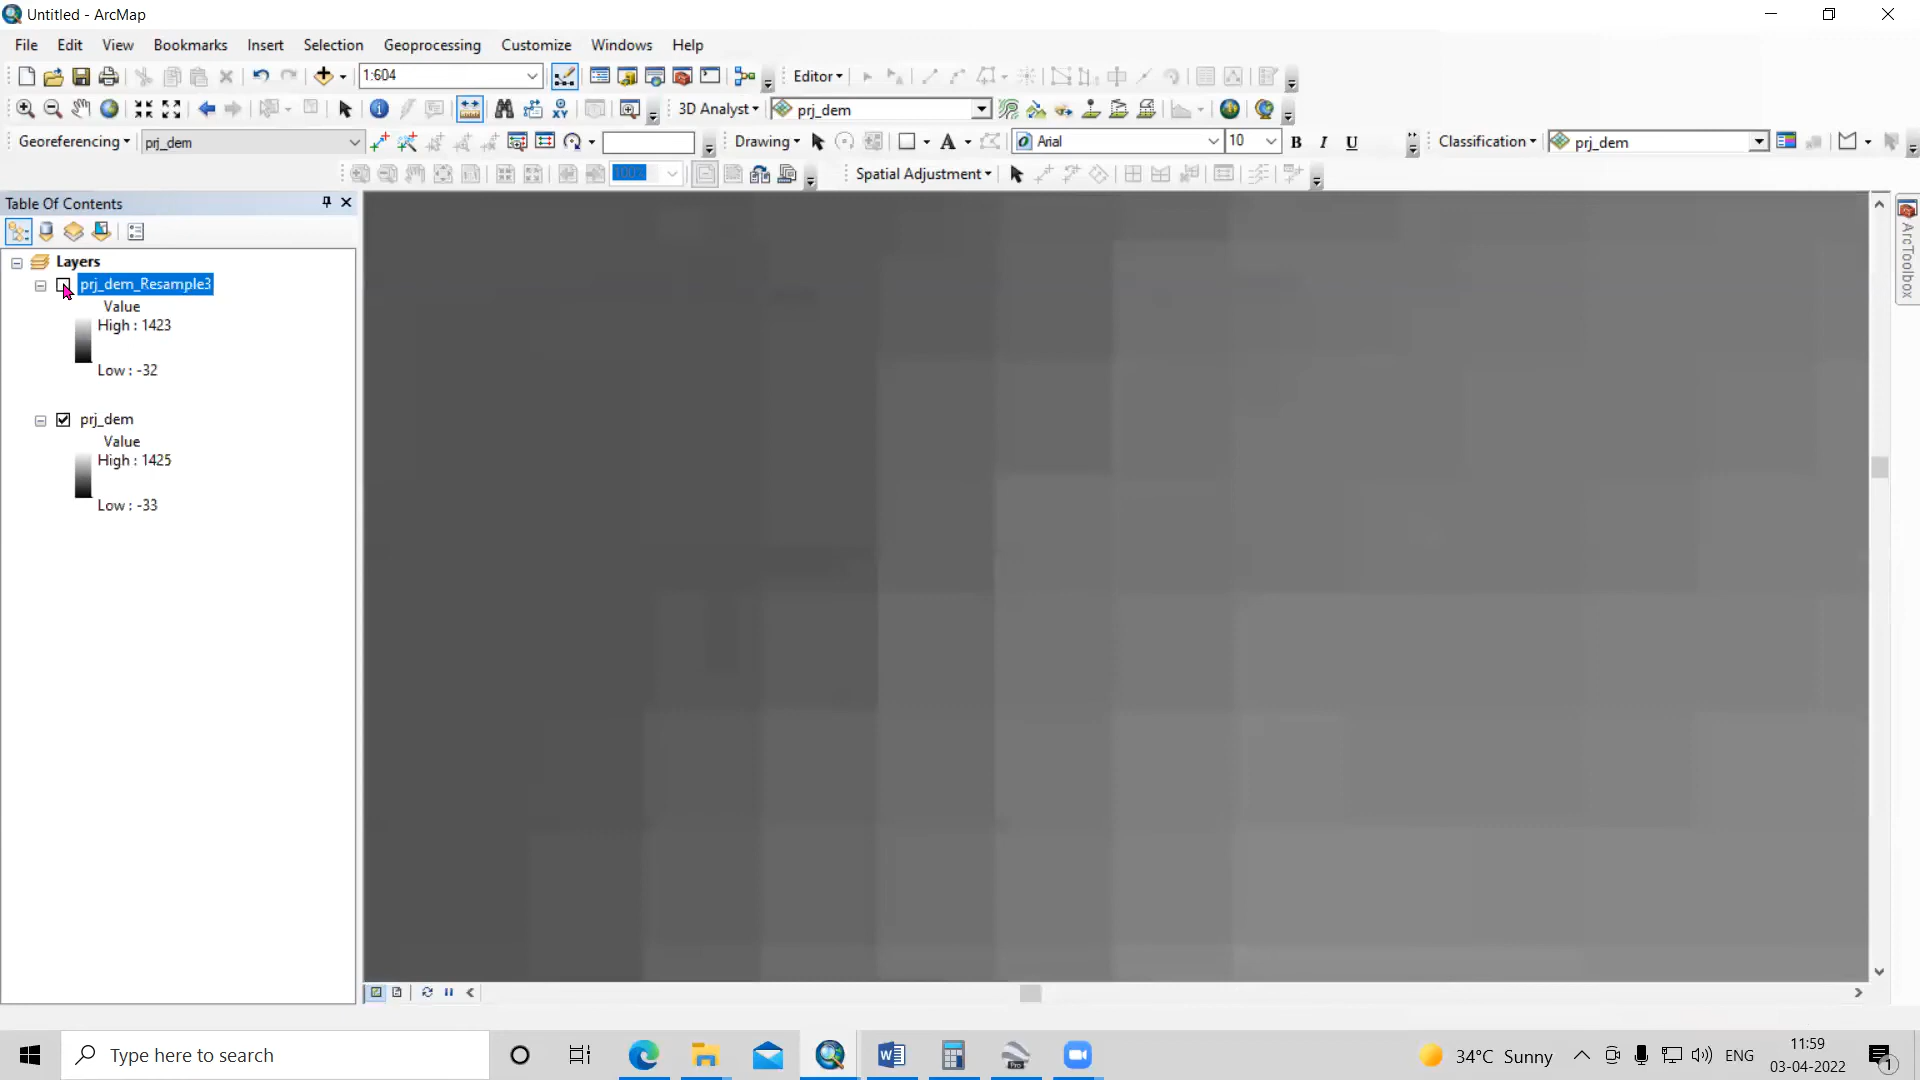 Untitled - ArcMap
File Edit View Bookmarks Insert Selection Geoprocessing Customize Windows Help
1:604 Editor
3D Analyst prj_dem
Georeferencing prj_dem Drawing A Arial 10 B I U Classification prj_dem
Spatial Adjustment
Table Of Contents
Layers
prj_dem_Resample3
Value
High : 1423
Low : -32
prj_dem
Value
High : 1425
Low : -33
ArcToolbox
Type here to search
34°C Sunny
ENG
11:59
03-04-2022
1